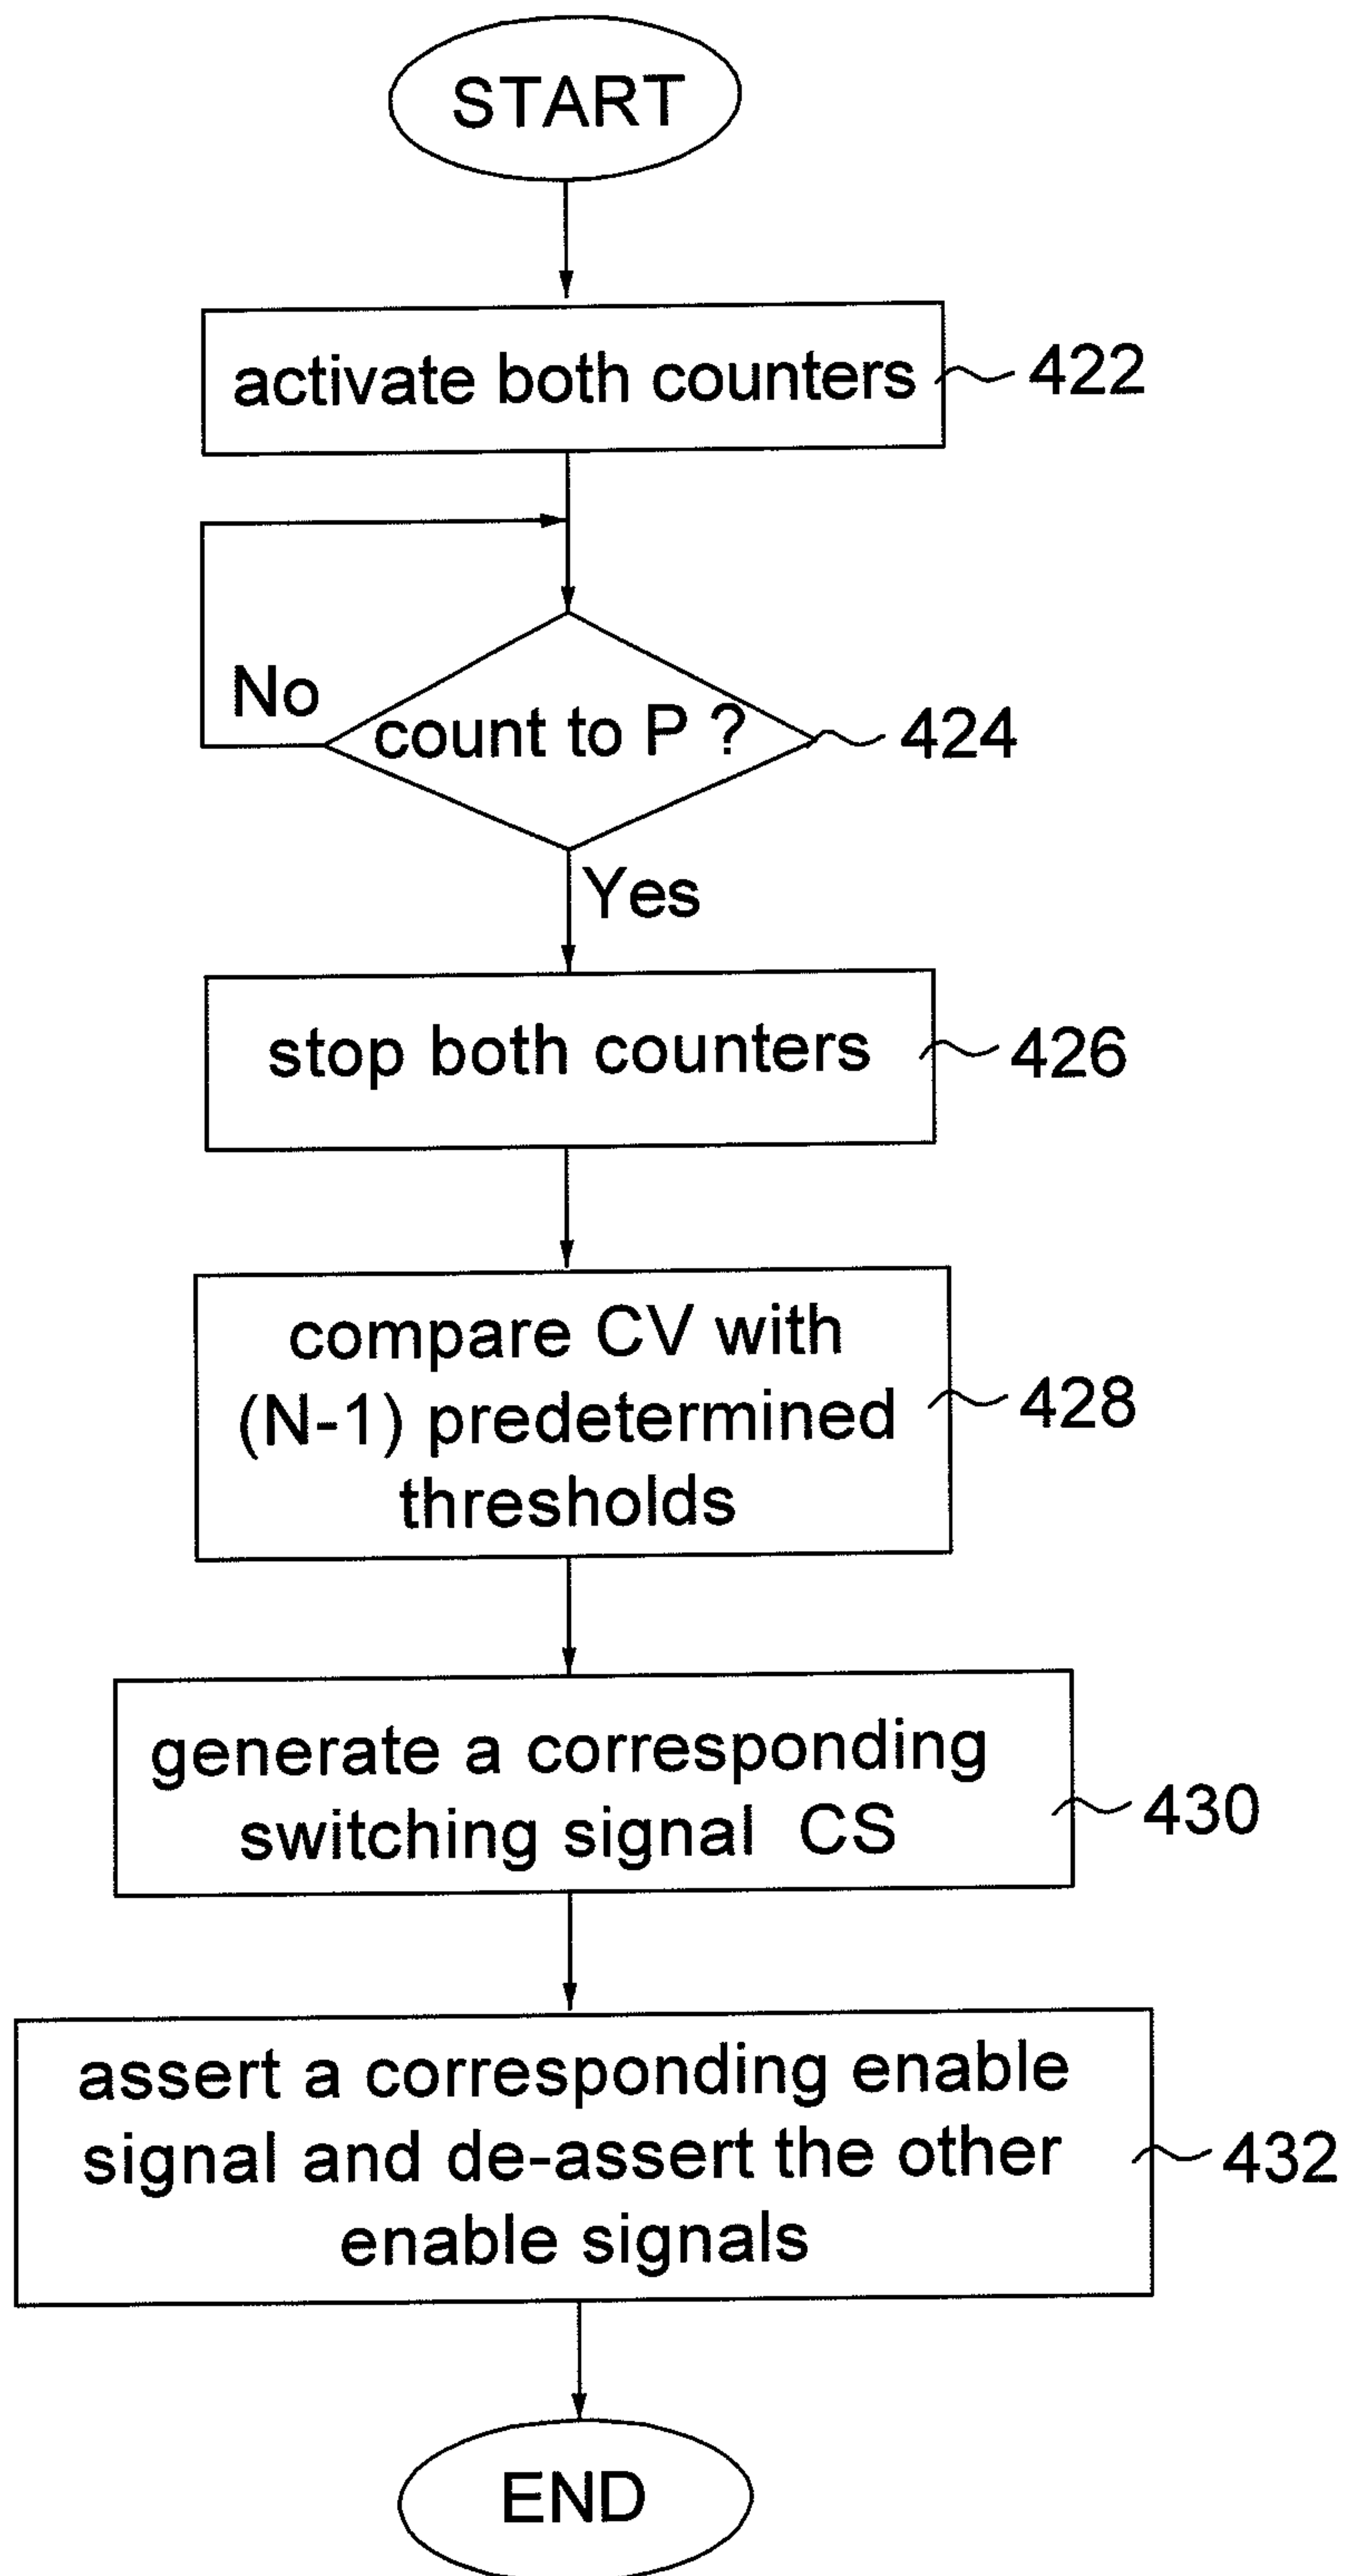 START
activate both counters
422
No
count to P ?
424
Yes
stop both counters
426
compare CV with
(N-1) predetermined
thresholds
428
generate a corresponding
switching signal CS
430
assert a corresponding enable
signal and de-assert the other
enable signals
432
END